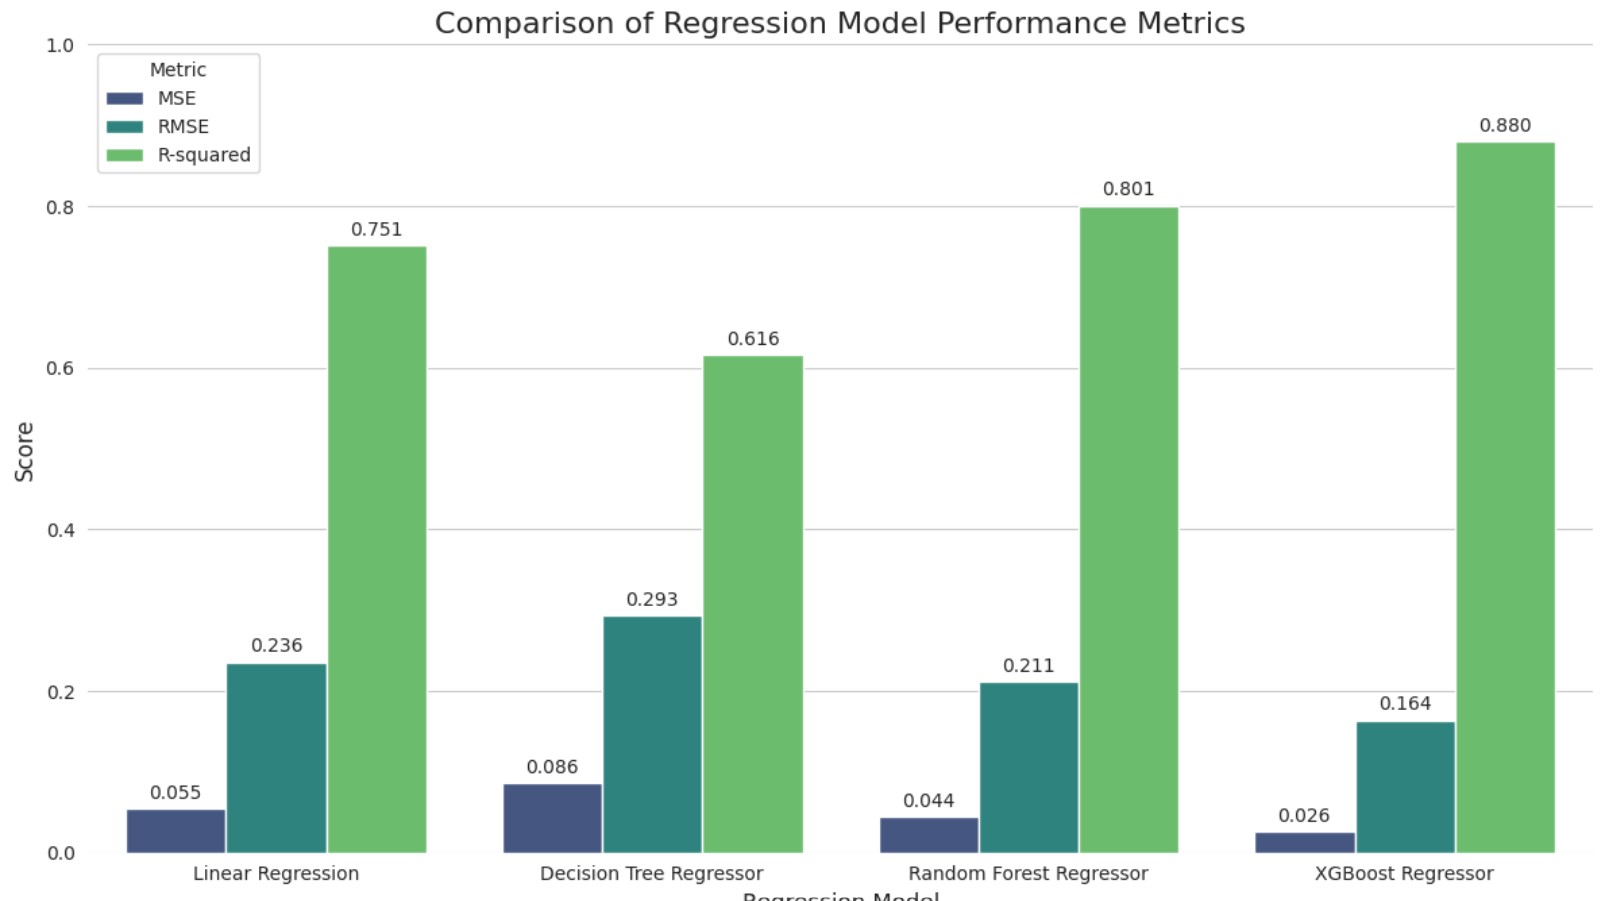 Comparison of Regression Model Performance Metrics
1.0
Metric
MSE
RMSE
R-squared
0.880
0.801
0.8
0.751
0.616
0.6
Score
0.4
0.293
0.236
0.211
0.2
0.164
0.086
0.055
0.044
0.026
0.0
Linear Regression
Decision Tree Regressor
Random Forest Regressor
XGBoost Regressor
Regression Model